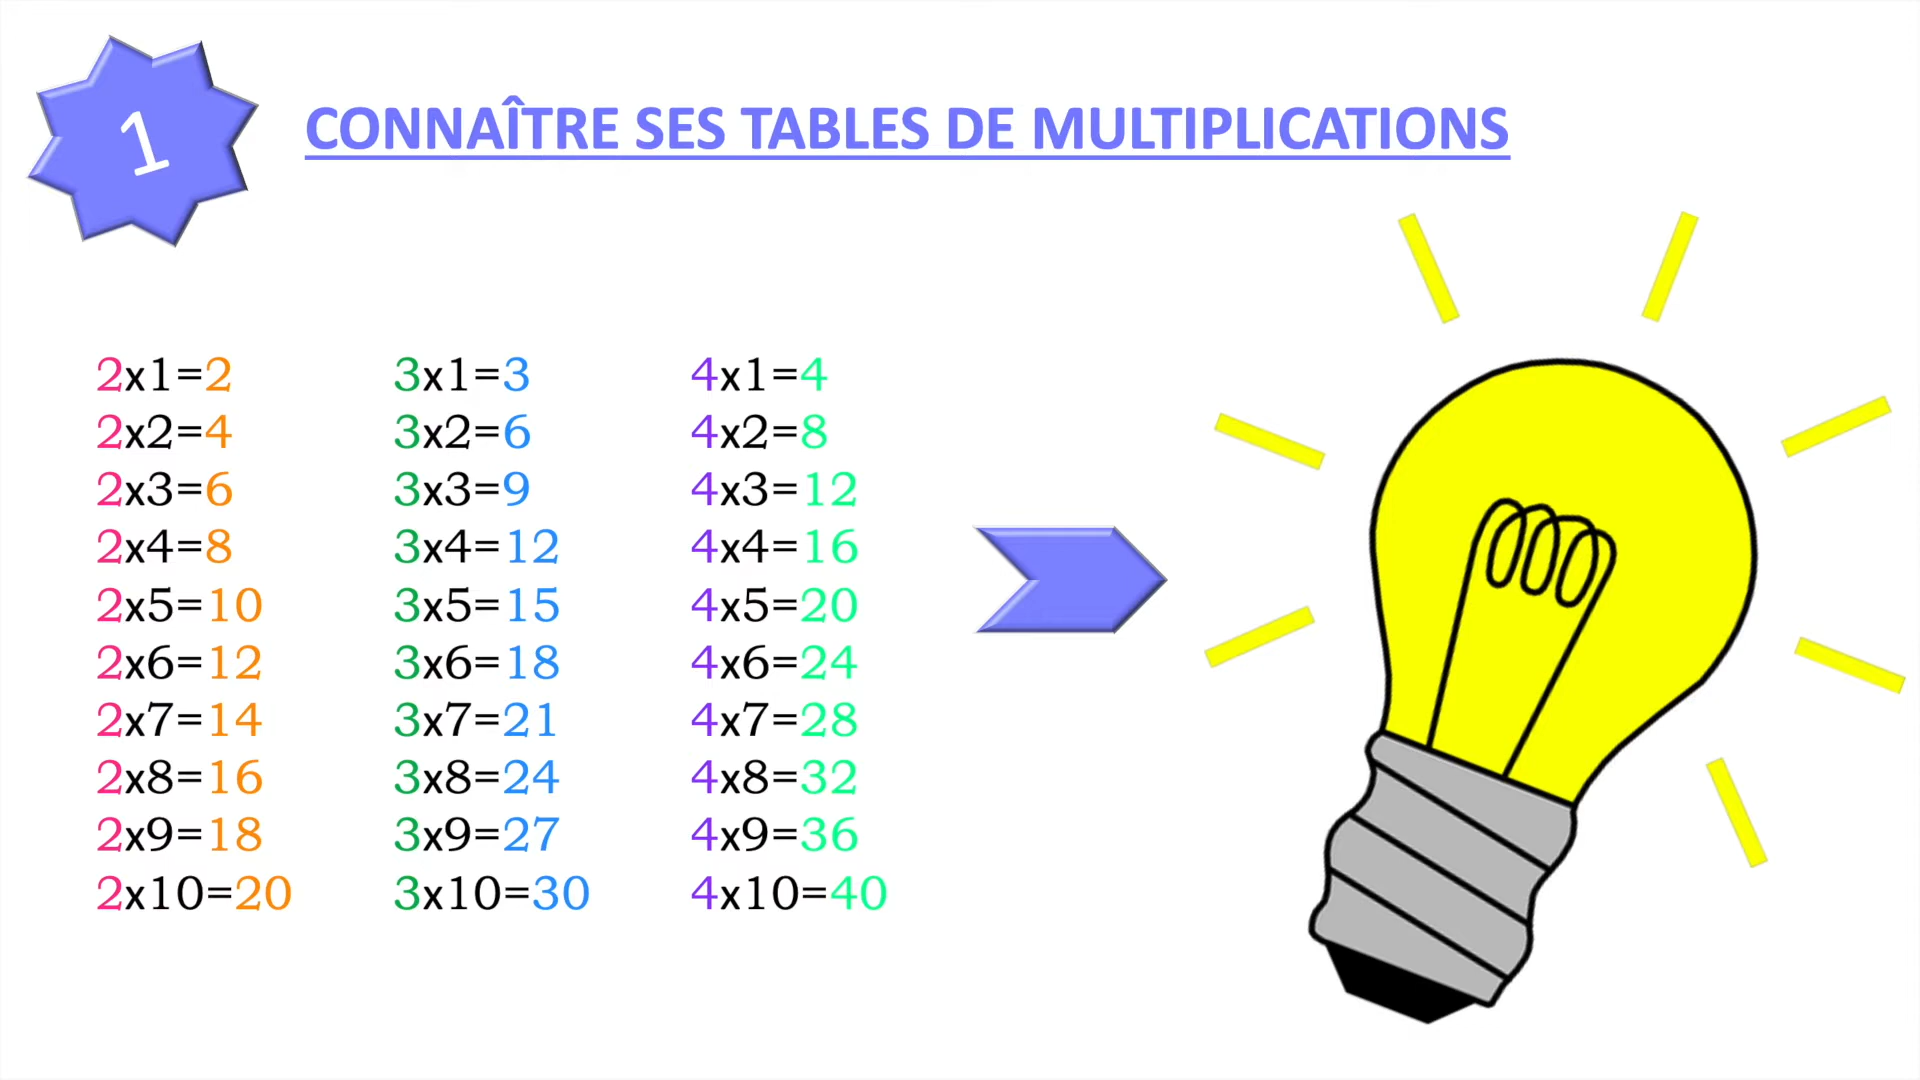 1
CONNAÎTRE SES TABLES DE MULTIPLICATIONS
2x1=2
2x2=4
2x3=6
2x4=8
2x5=10
2x6=12
2x7=14
2x8=16
2x9=18
2x10=20
3x1=3
3x2=6
3x3=9
3x4=12
3x5=15
3x6=18
3x7=21
3x8=24
3x9=27
3x10=30
4x1=4
4x2=8
4x3=12
4x4=16
4x5=20
4x6=24
4x7=28
4x8=32
4x9=36
4x10=40